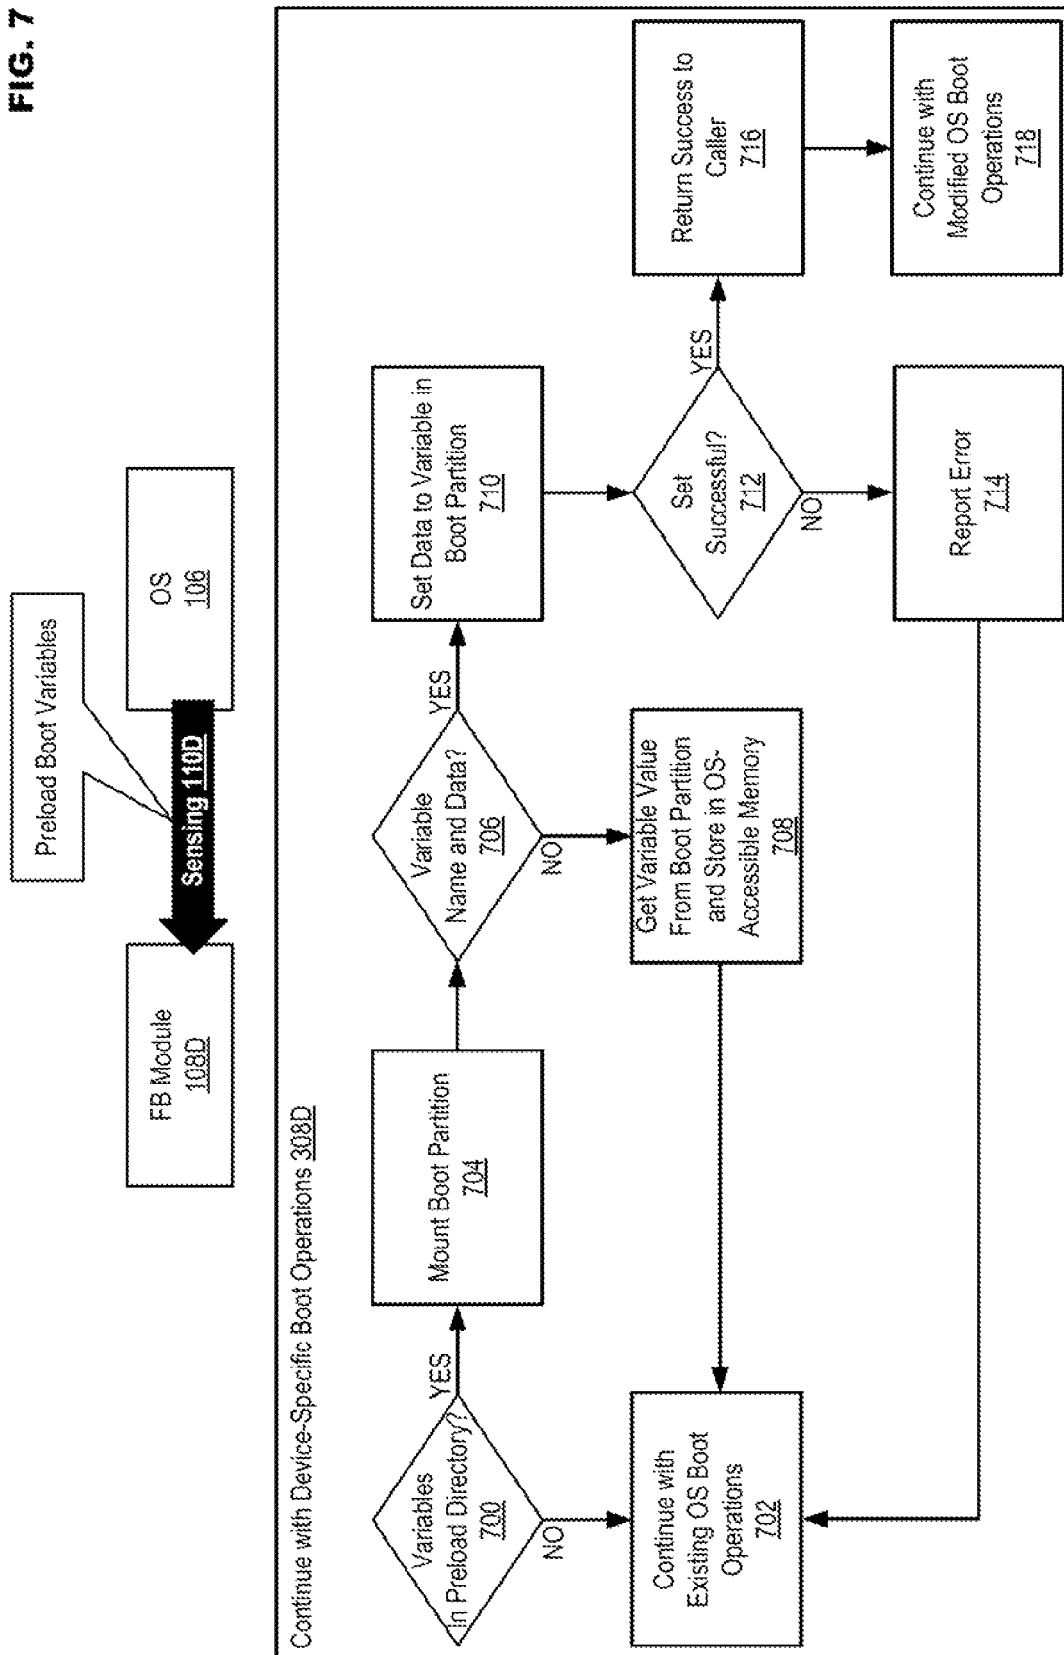 FIG. 7
Preload Boot Variables
FB Module
108D
Sensing 110D
OS
106
Continue with Device-Specific Boot Operations 308D
Variables
In Preload Directory?
700
YES
NO
Mount Boot Partition
704
Variable
Name and Data?
706
YES
NO
Set Data to Variable in
Boot Partition
710
Continue with
Existing OS Boot
Operations
702
Get Variable Value
From Boot Partition
and Store in OS-
Accessible Memory
708
Set
Successful?
712
YES
NO
Return Success to
Caller
716
Report Error
714
Continue with
Modified OS Boot
Operations
718